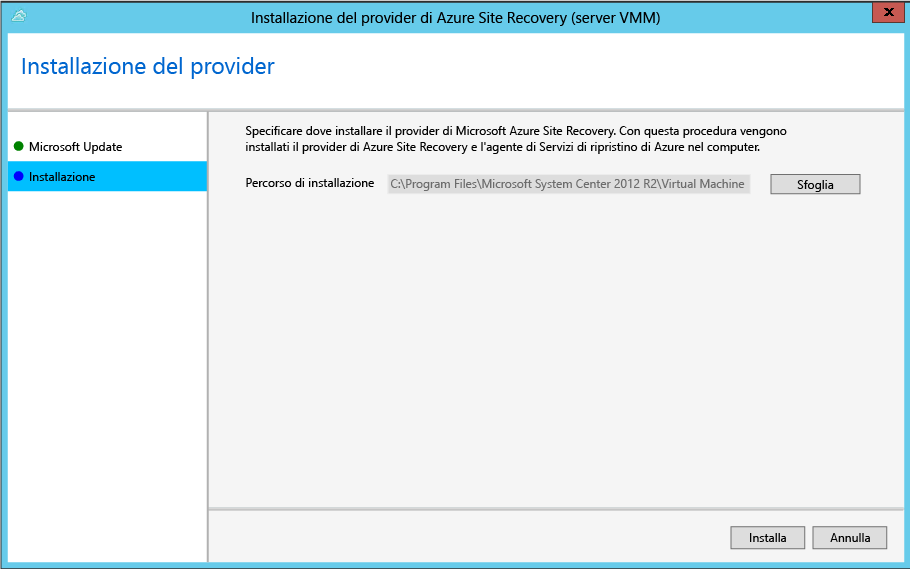 Installazione del provider di Azure Site Recovery (server VMM)
Installazione del provider
Microsoft Update
Installazione
Specificare dove installare il provider di Microsoft Azure Site Recovery. Con questa procedura vengono
installati il provider di Azure Site Recovery e l'agente di Servizi di ripristino di Azure nel computer.
Percorso di installazione C:\Program Files\Microsoft System Center 2012 R2\Virtual Machine Sfoglia
Installa Annulla